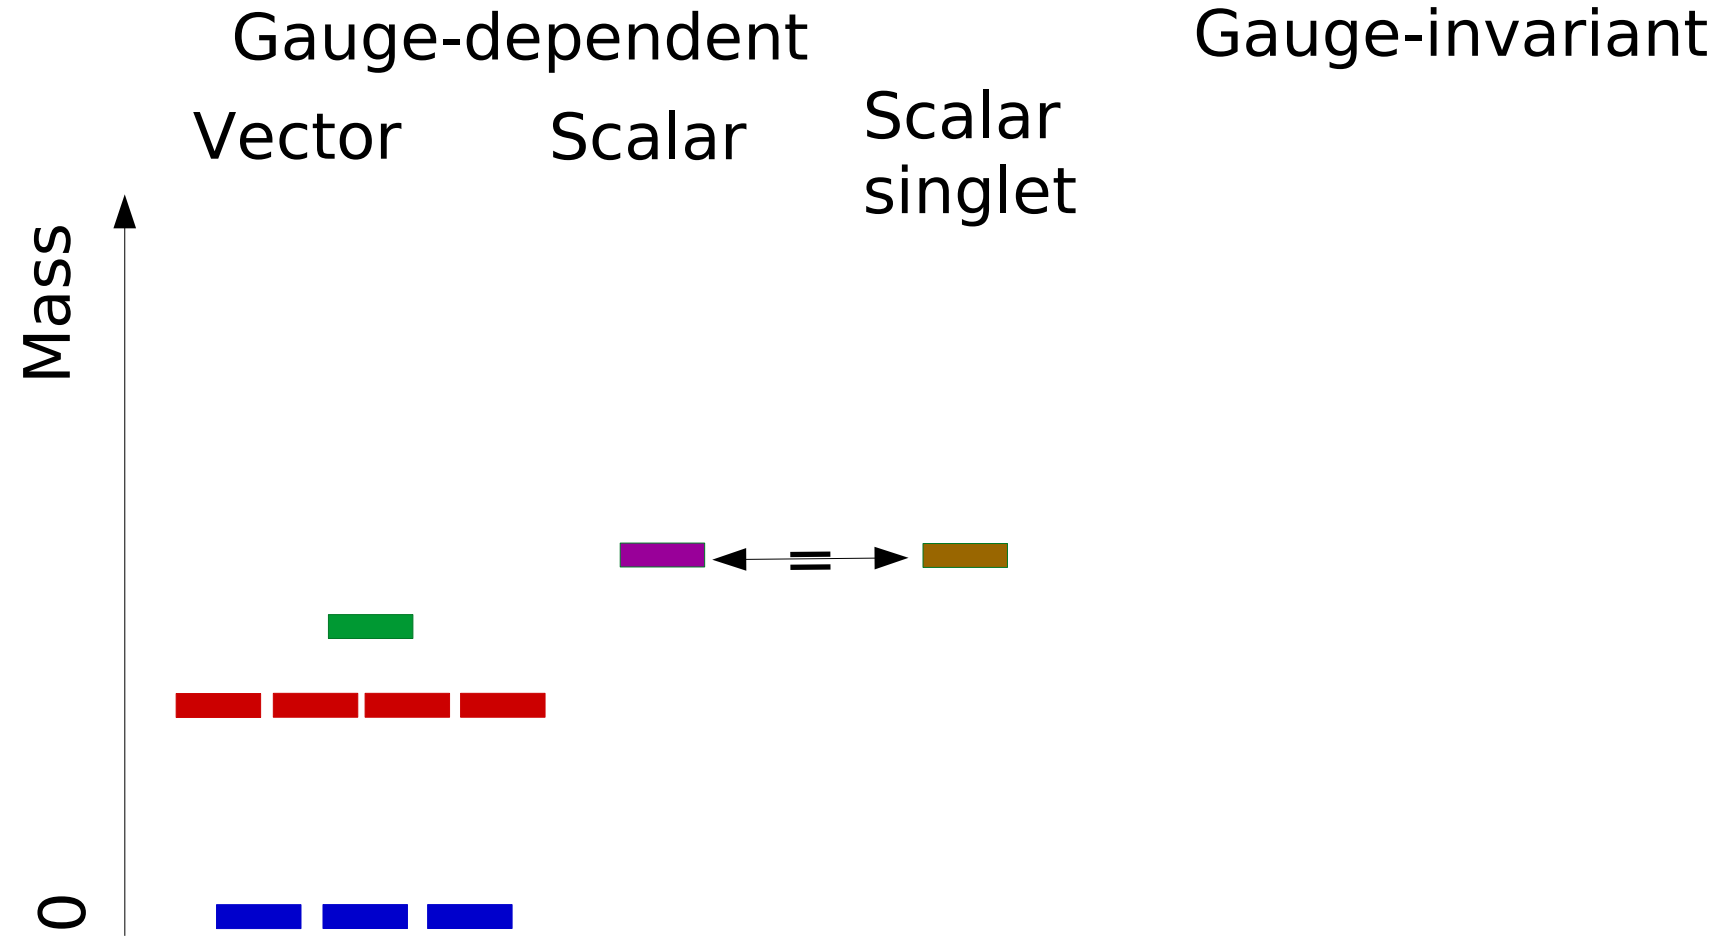 Gauge-dependent
Gauge-invariant
Vector
Scalar
Scalar
singlet
Mass
=
0